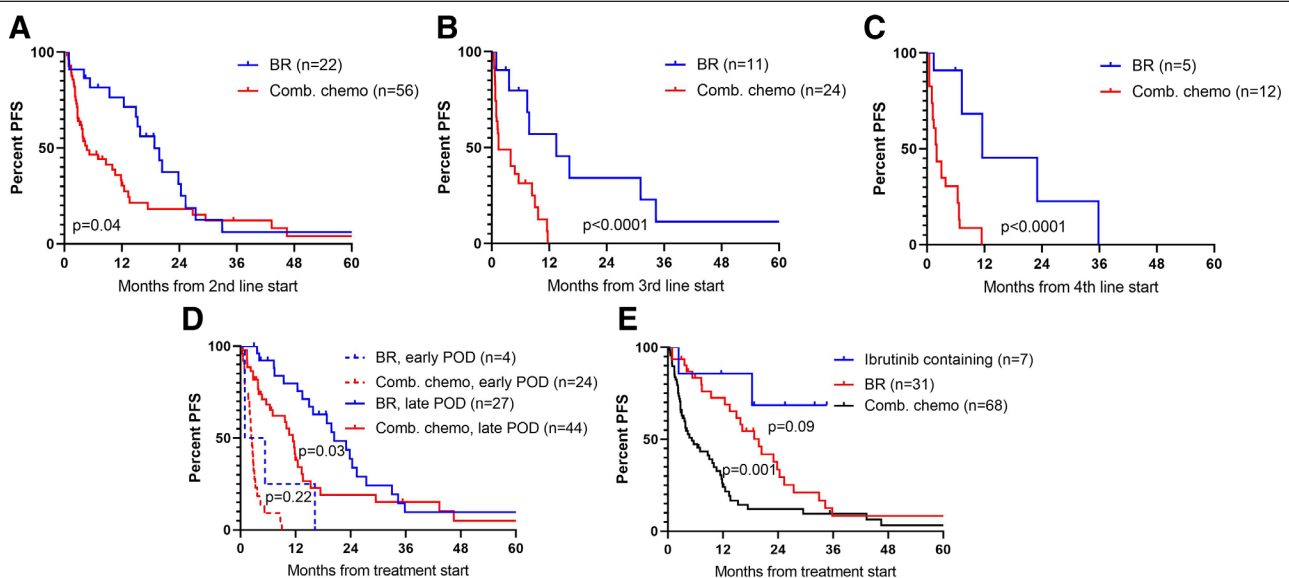 A
100
50
0
Percent PFS
BR (n=22)
Comb. chemo (n=56)
p=0.04
0 12 24 36 48 60
Months from 2nd line start
B
100
50
0
Percent PFS
BR (n=11)
Comb. chemo (n=24)
p<0.0001
0 12 24 36 48 60
Months from 3rd line start
C
100
50
0
Percent PFS
BR (n=5)
Comb. chemo (n=12)
p<0.0001
0 12 24 36 48 60
Months from 4th line start
D
100
50
0
Percent PFS
BR, early POD (n=4)
Comb. chemo, early POD (n=24)
BR, late POD (n=27)
Comb. chemo, late POD (n=44)
p=0.03
p=0.22
0 12 24 36 48 60
Months from treatment start
E
100
50
0
Percent PFS
Ibrutinib containing (n=7)
BR (n=31)
Comb. chemo (n=68)
p=0.09
p=0.001
0 12 24 36 48 60
Months from treatment start